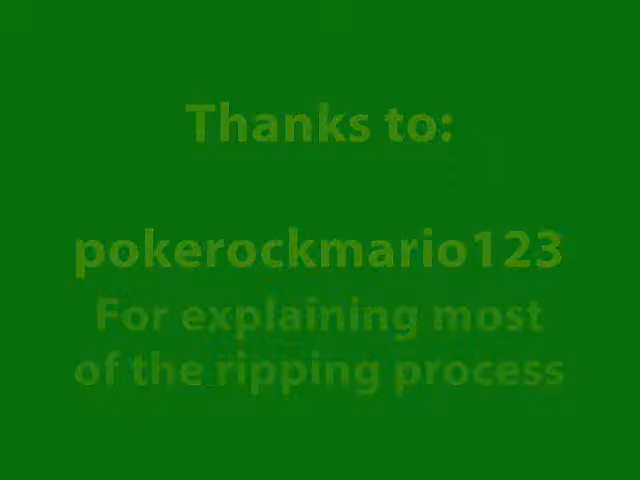 Thanks to:
pokerockmario123
For explaining most
of the ripping process